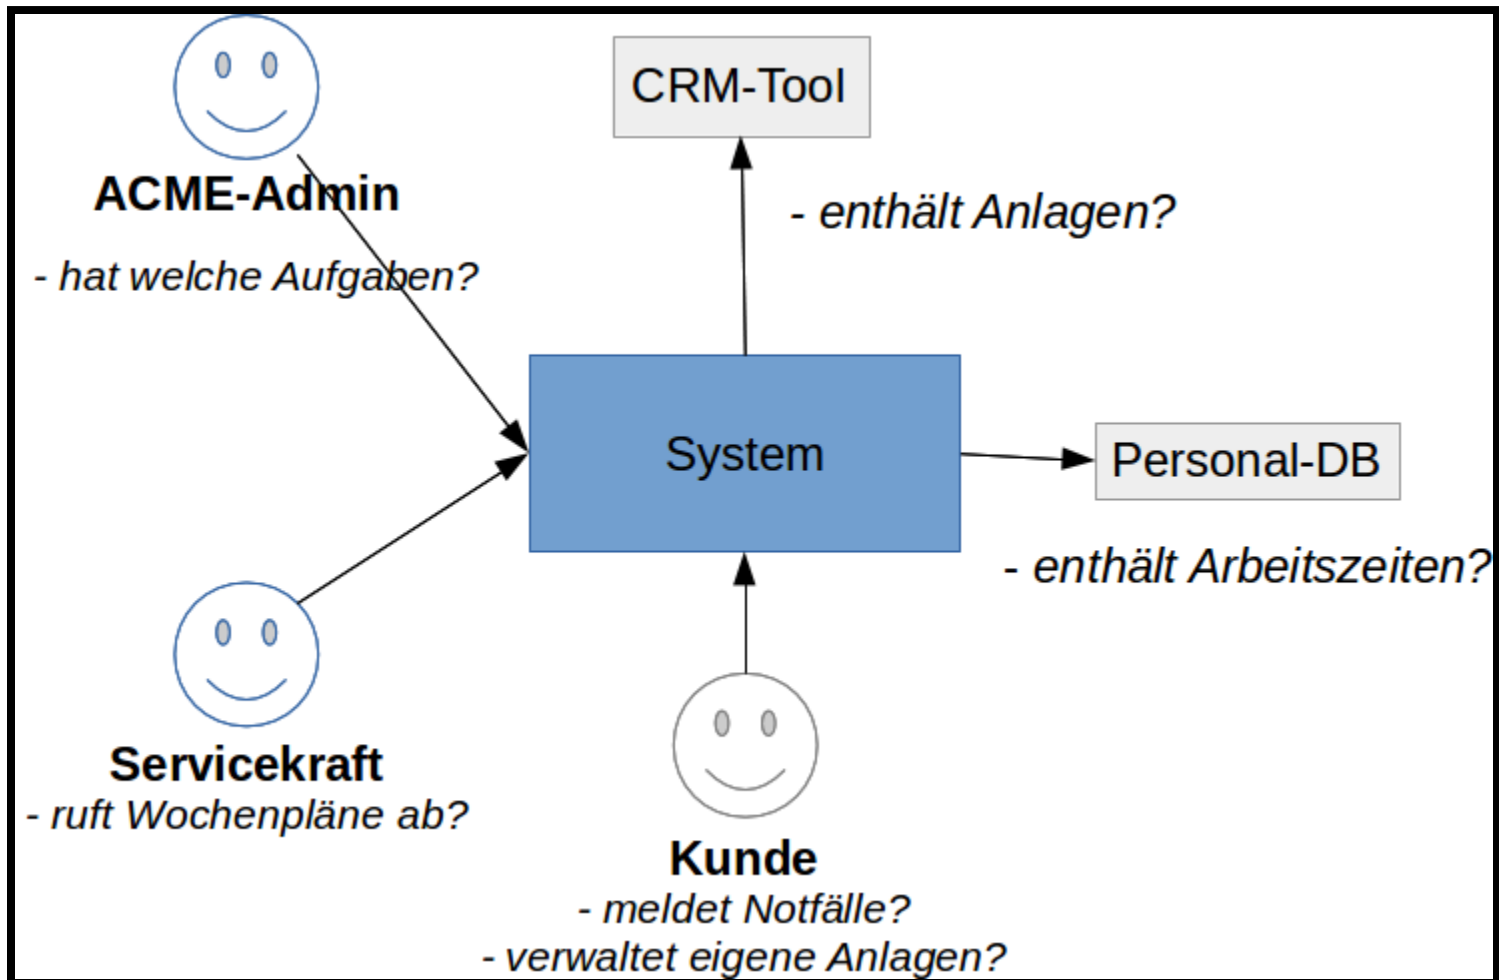 CRM-Tool
ACME-Admin
- enthält Anlagen?
- hat welche Aufgaben?
System
Personal-DB
- enthält Arbeitszeiten?
Servicekraft
- ruft Wochenpläne ab?
Kunde
- meldet Notfälle?
- verwaltet eigene Anlagen?